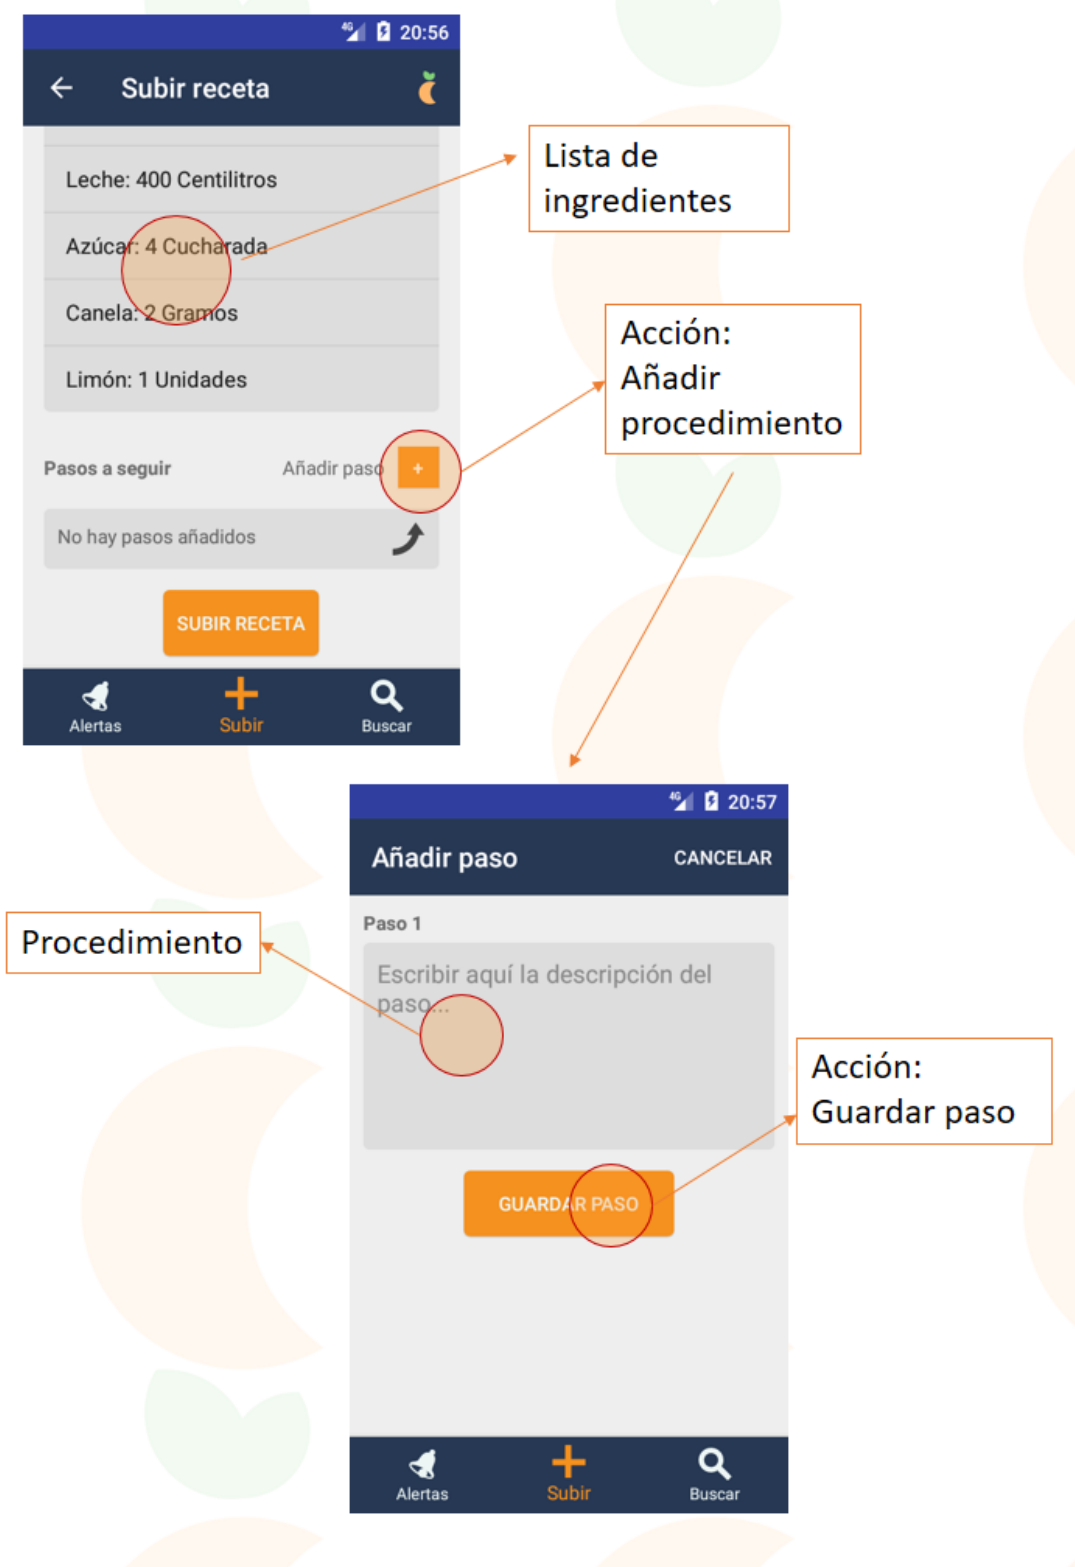 4G 20:56
Subir receta
Leche: 400 Centilitros
Azúcar: 4 Cucharada
Canela: 2 Gramos
Limón: 1 Unidades
Pasos a seguir
Añadir paso
+
No hay pasos añadidos
SUBIR RECETA
Alertas
Subir
Buscar
Lista de
ingredientes
Acción:
Añadir
procedimiento
4G 20:57
Añadir paso
CANCELAR
Paso 1
Escribir aquí la descripción del
paso...
GUARDAR PASO
Procedimiento
Acción:
Guardar paso
Alertas
Subir
Buscar